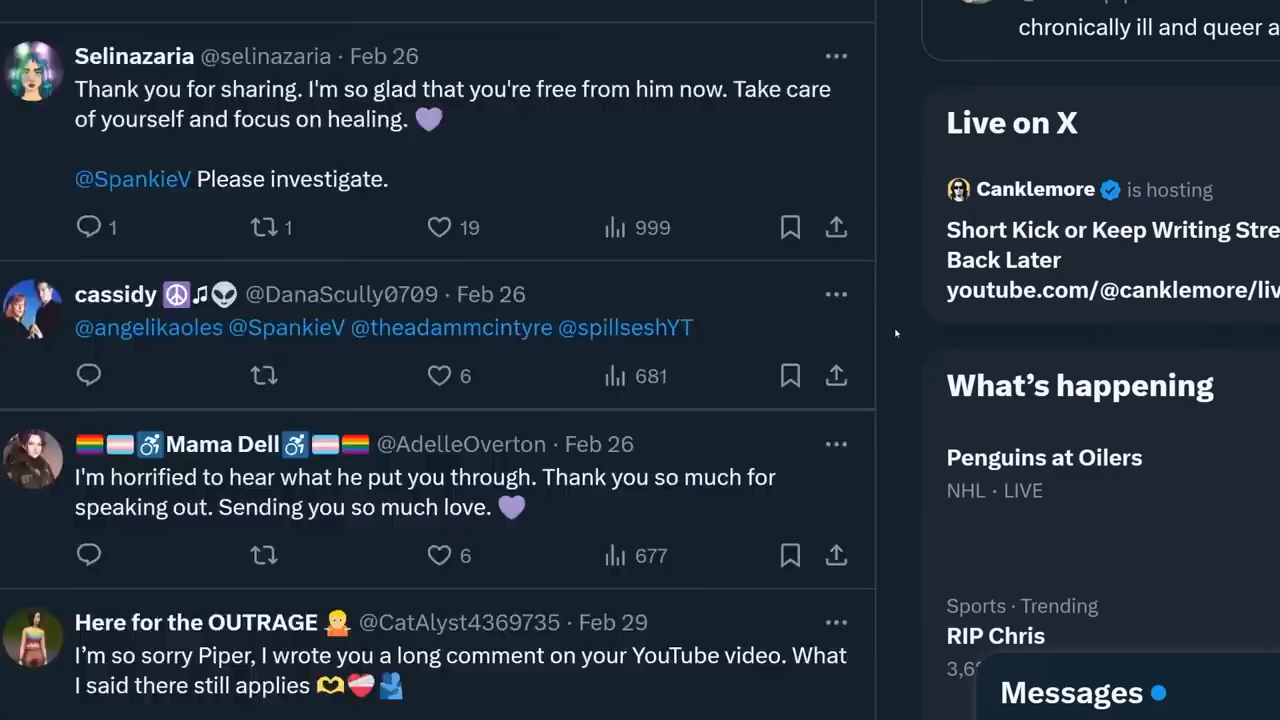 Selinazaria @selinazaria · Feb 26
Thank you for sharing. I'm so glad that you're free from him now. Take care
of yourself and focus on healing. 💜
@SpankieV Please investigate.
1 1 19 999
cassidy ☮️🎵👽 @DanaScully0709 · Feb 26
@angelikaoles @SpankieV @theadammcintyre @spillseshYT
6 681
🏳️‍🌈🏳️‍⚧️♿Mama Dell♿🏳️‍⚧️🏳️‍🌈 @AdelleOverton · Feb 26
I'm horrified to hear what he put you through. Thank you so much for
speaking out. Sending you so much love. 💜
6 677
Here for the OUTRAGE 🤷 @CatAlyst4369735 · Feb 29
I'm so sorry Piper, I wrote you a long comment on your YouTube video. What
I said there still applies 🫶❤️‍🩹🫂
chronically ill and queer a
Live on X
Canklemore is hosting
Short Kick or Keep Writing Stre
Back Later
youtube.com/@canklemore/liv
What's happening
Penguins at Oilers
NHL · LIVE
Sports · Trending
RIP Chris
Messages